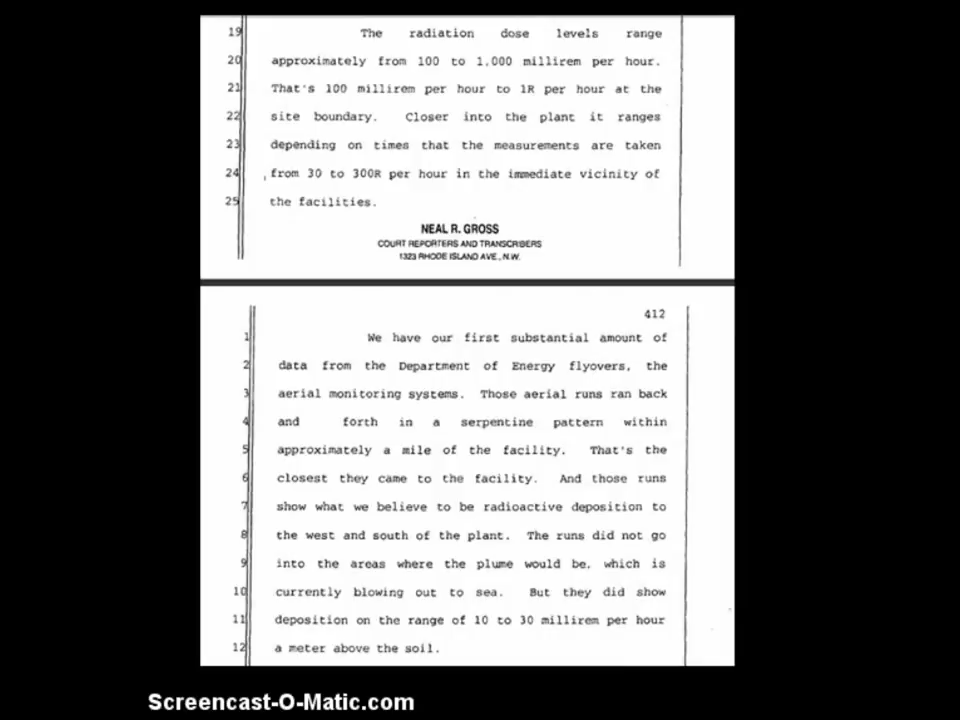 19 The radiation dose levels range
20 approximately from 100 to 1,000 millirem per hour.
21 That's 100 millirem per hour to 1R per hour at the
22 site boundary. Closer into the plant it ranges
23 depending on times that the measurements are taken
24 from 30 to 300R per hour in the immediate vicinity of
25 the facilities.
NEAL R. GROSS
COURT REPORTERS AND TRANSCRIBERS
1323 RHODE ISLAND AVE., N.W.
412
1 We have our first substantial amount of
2 data from the Department of Energy flyovers, the
3 aerial monitoring systems. Those aerial runs ran back
4 and forth in a serpentine pattern within
5 approximately a mile of the facility. That's the
6 closest they came to the facility. And those runs
7 show what we believe to be radioactive deposition to
8 the west and south of the plant. The runs did not go
9 into the areas where the plume would be, which is
10 currently blowing out to sea. But they did show
11 deposition on the range of 10 to 30 millirem per hour
12 a meter above the soil.
Screencast-O-Matic.com